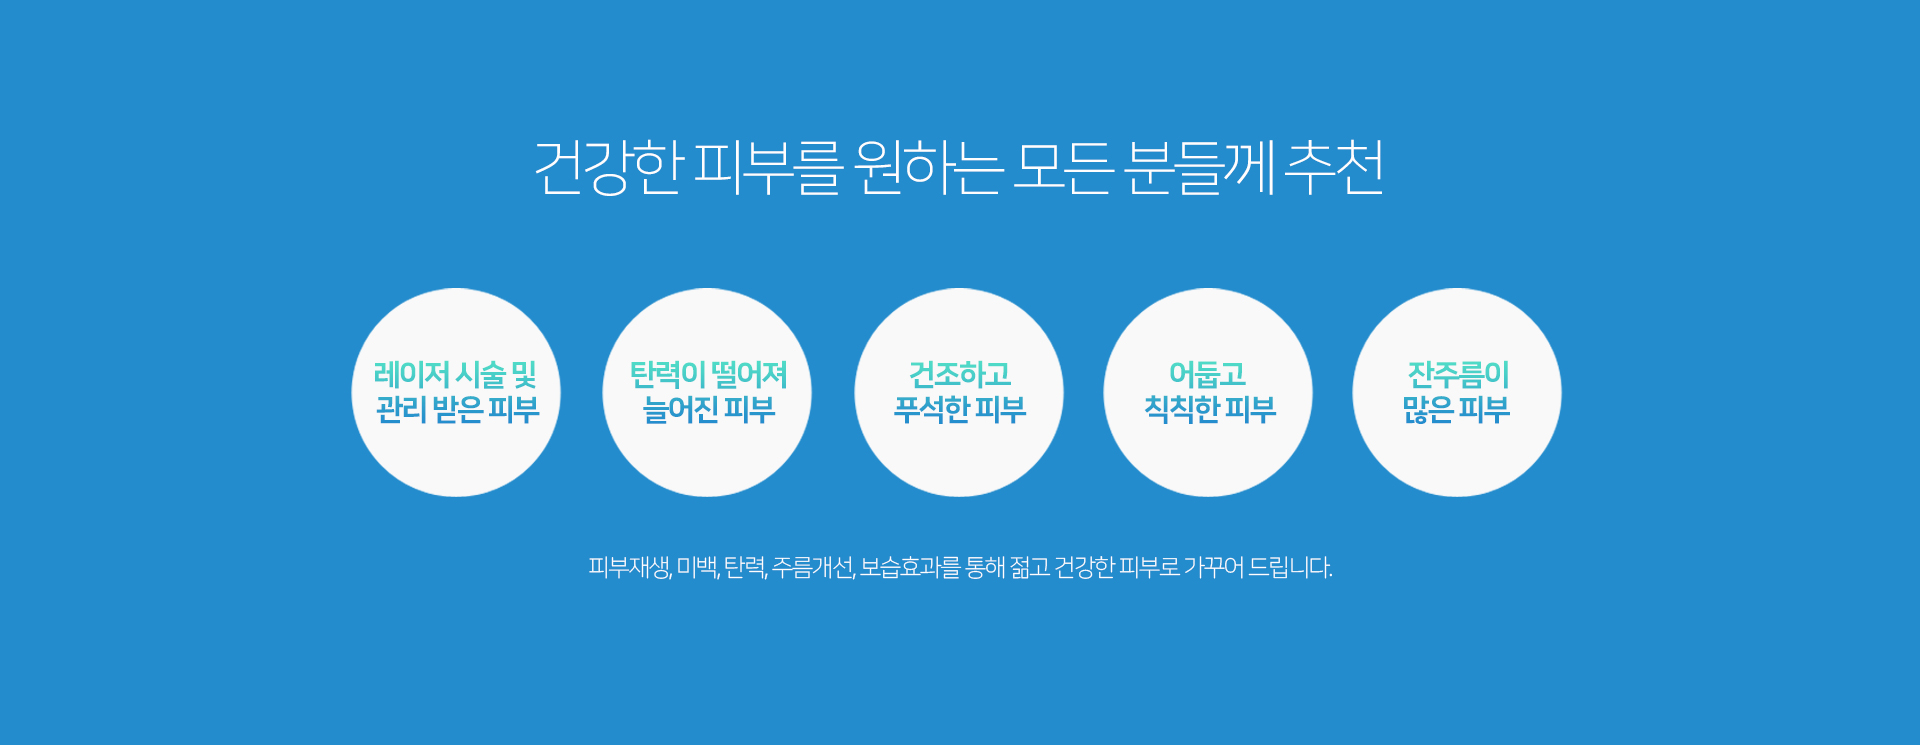 건강한 피부를 원하는 모든 분들께 추천
레이저 시술 및
관리 받은 피부
탄력이 떨어져
늘어진 피부
건조하고
푸석한 피부
어둡고
칙칙한 피부
잔주름이
많은 피부
피부재생, 미백, 탄력, 주름개선, 보습효과를 통해 젊고 건강한 피부로 가꾸어 드립니다.